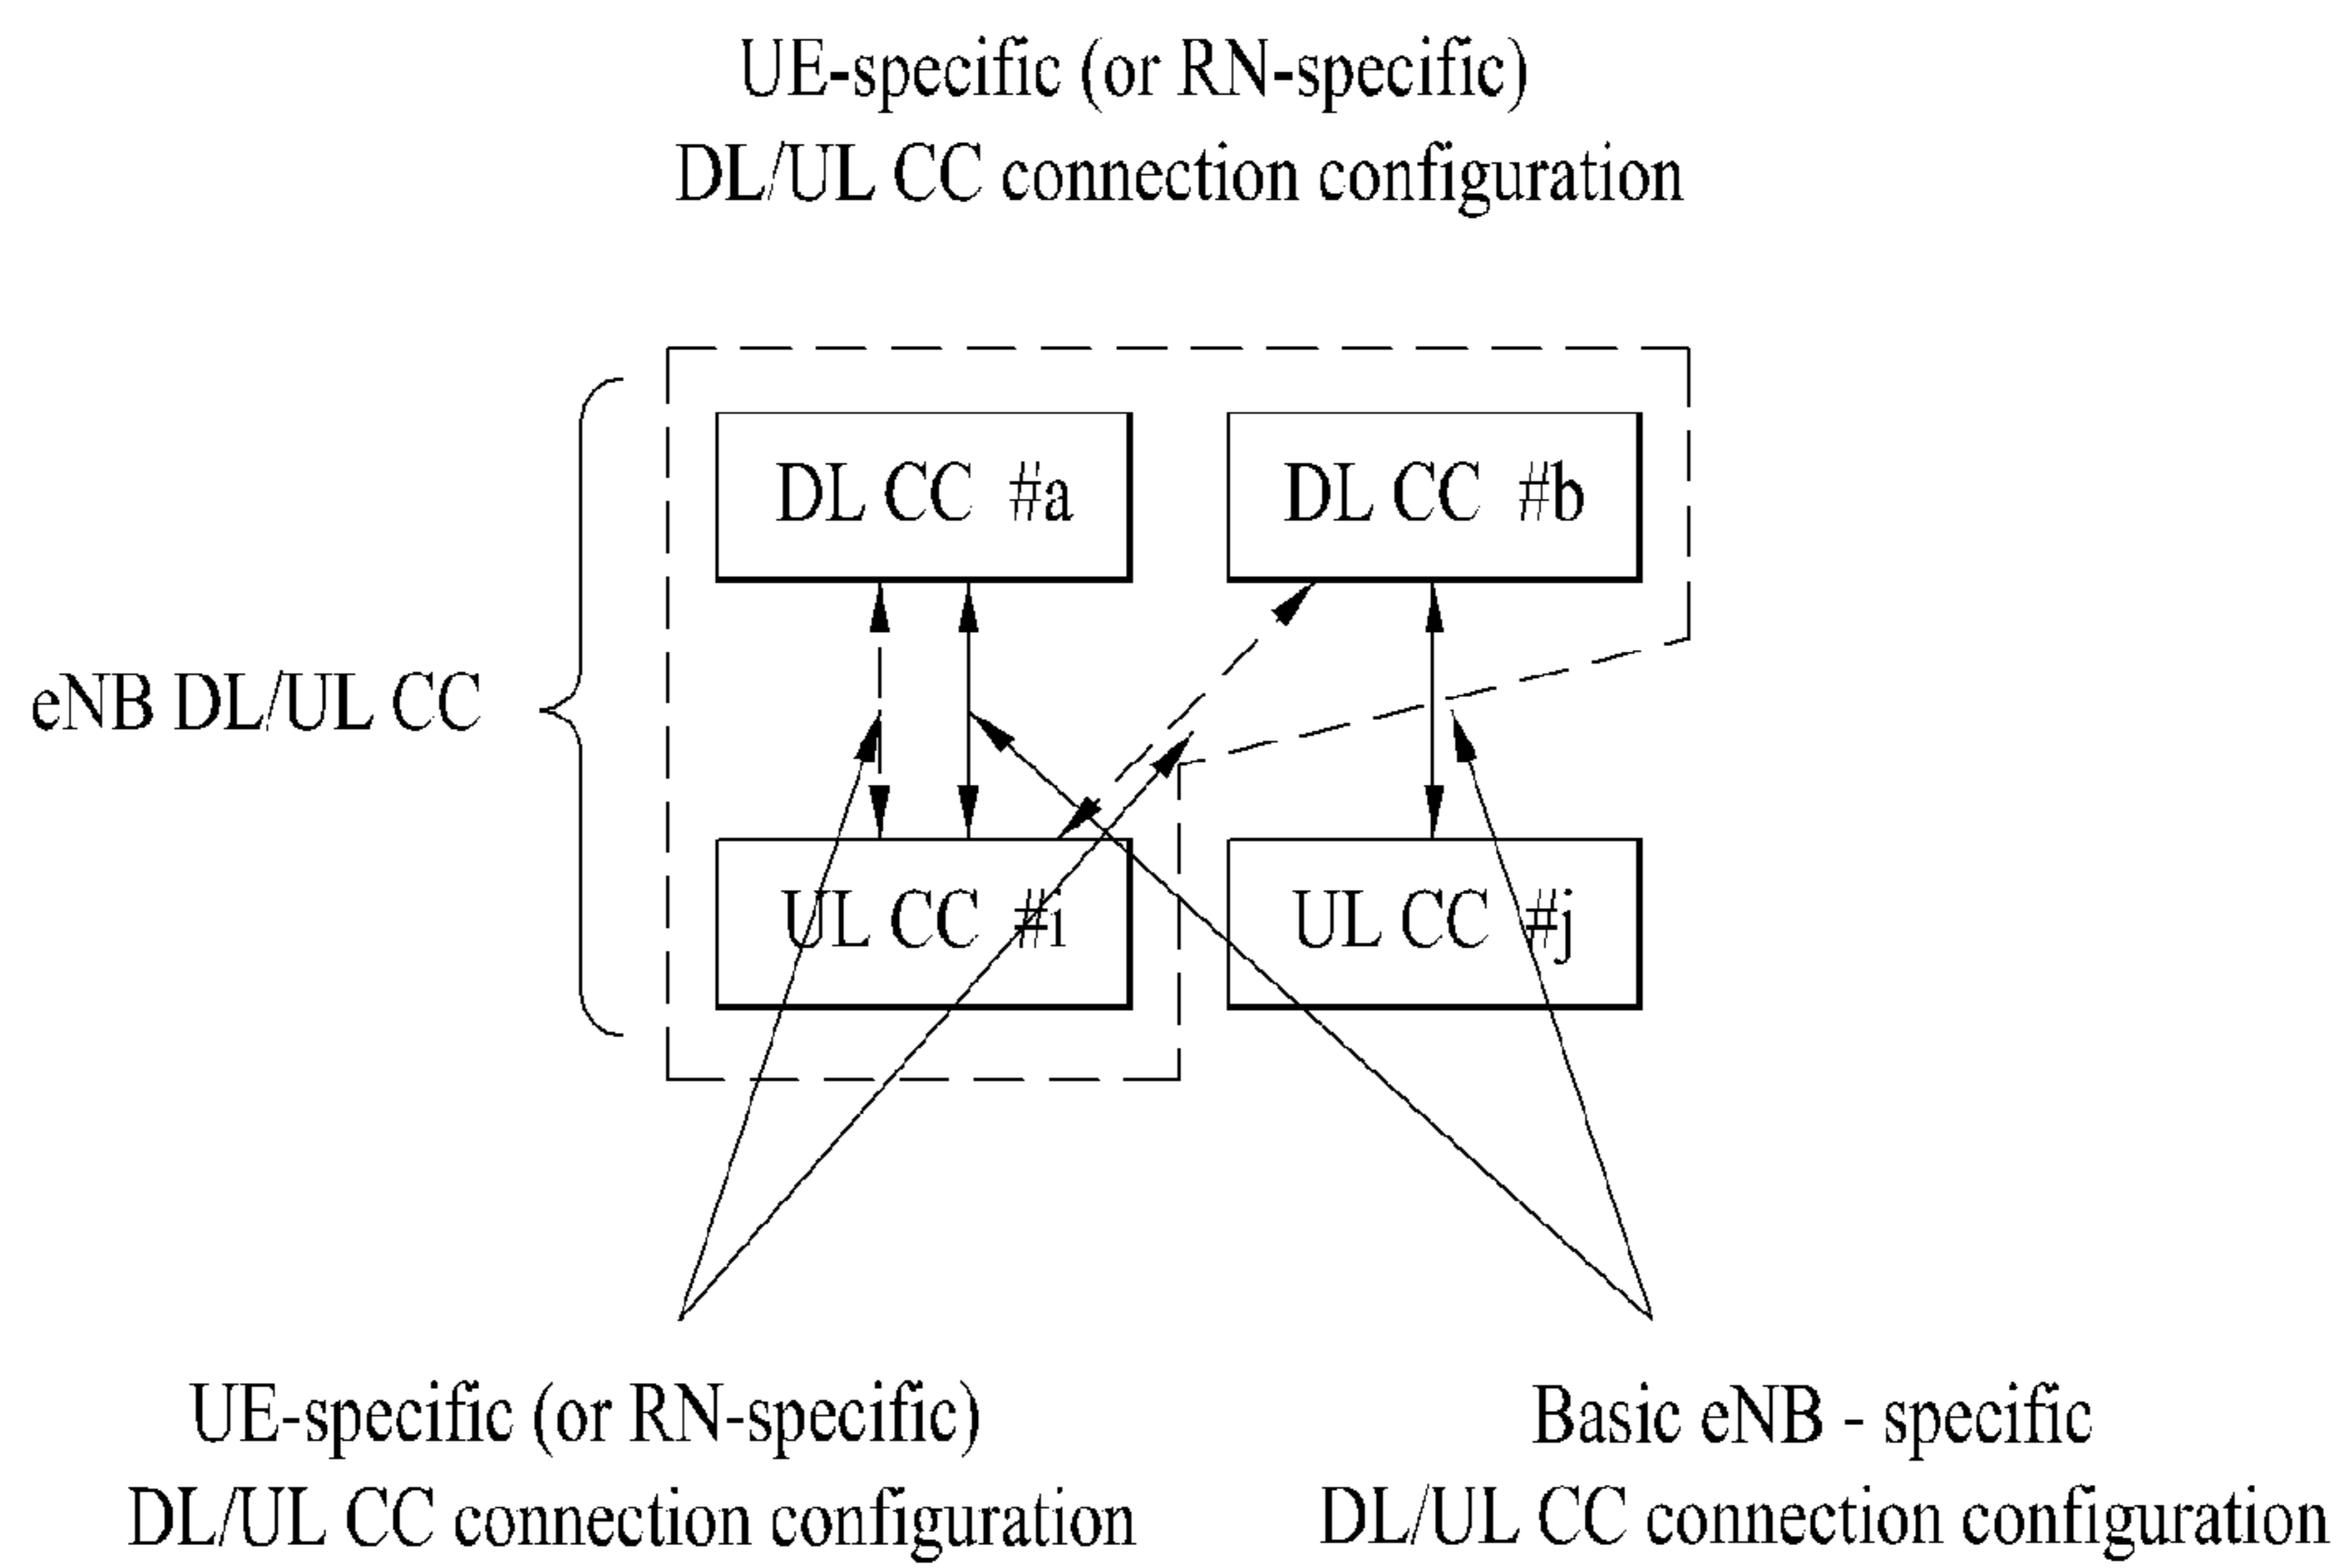 UE-specific (or RN-specific)
DL/UL CC connection configuration
DL CC #a
DL CC #b
eNB DL/UL CC
UL CC #i
UL CC #j
UE-specific (or RN-specific)
DL/UL CC connection configuration
Basic eNB - specific
DL/UL CC connection configuration